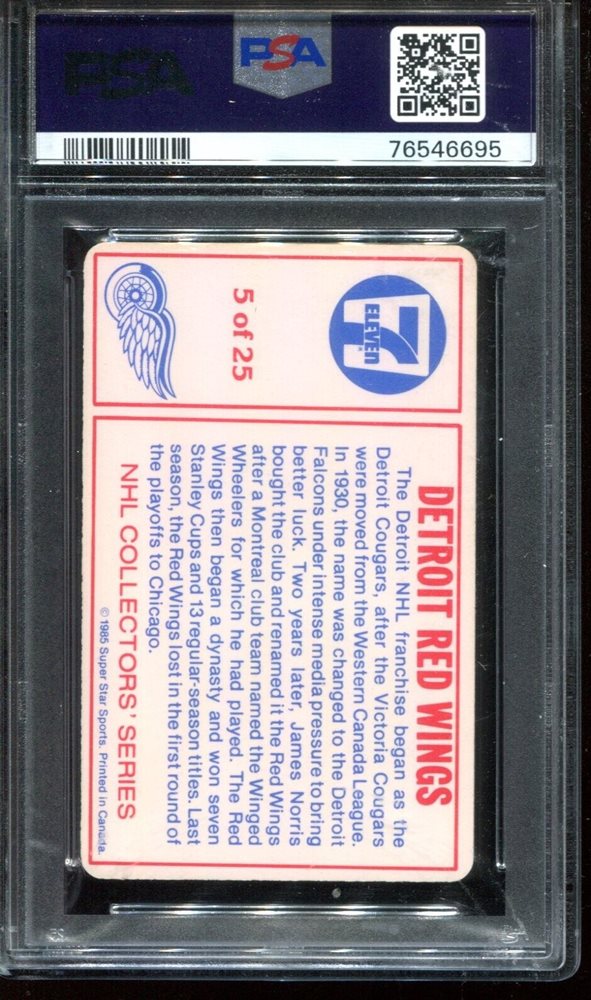 PSA
PSA
76546695
7
ELEVEN
5 of 25
DETROIT RED WINGS
The Detroit NHL franchise began as the
Detroit Cougars, after the Victoria Cougars
were moved from the Western Canada League.
In 1930, the name was changed to the Detroit
Falcons under intense media pressure to bring
better luck. Two years later, James Norris
bought the club and renamed it the Red Wings
after a Montreal club team named the Winged
Wheelers for which he had played. The Red
Wings then began a dynasty and won seven
Stanley Cups and 13 regular-season titles. Last
season, the Red Wings lost in the first round of
the playoffs to Chicago.
NHL COLLECTORS' SERIES
© 1985 Super Star Sports. Printed in Canada.